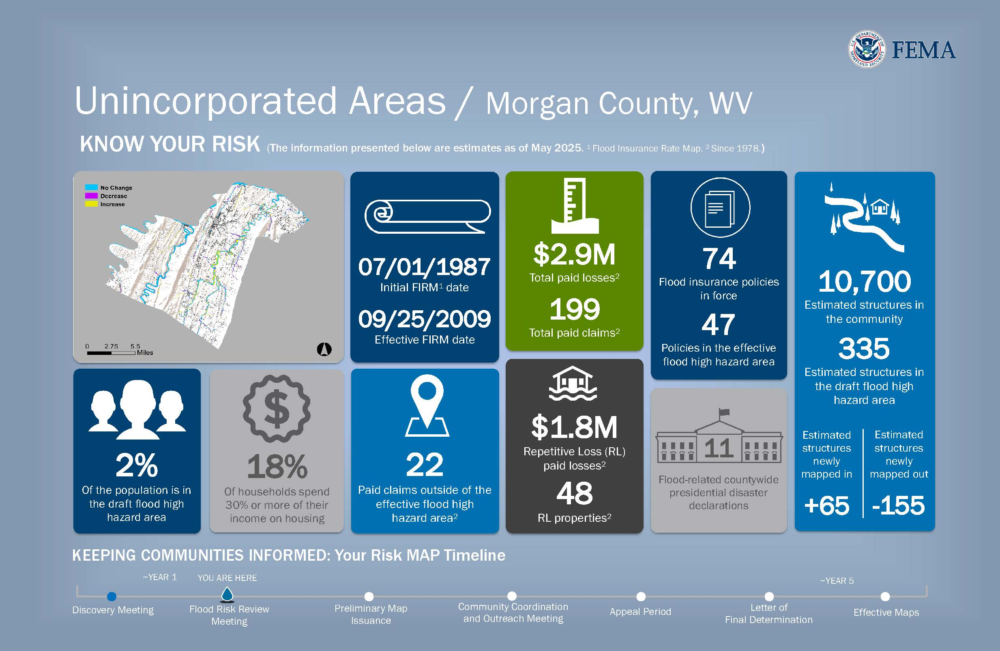 U.S. DEPARTMENT OF HOMELAND SECURITY
FEMA
Unincorporated Areas / Morgan County, WV
KNOW YOUR RISK (The information presented below are estimates as of May 2025. ¹ Flood Insurance Rate Map. ² Since 1978.)
No Change
Decrease
Increase
0 2.75 5.5
Miles
07/01/1987
Initial FIRM¹ date
09/25/2009
Effective FIRM date
$2.9M
Total paid losses²
199
Total paid claims²
74
Flood insurance policies
in force
47
Policies in the effective
flood high hazard area
10,700
Estimated structures in
the community
335
Estimated structures in
the draft flood high
hazard area
Estimated
structures
newly
mapped in
+65
Estimated
structures
newly
mapped out
-155
2%
Of the population is in
the draft flood high
hazard area
$
18%
Of households spend
30% or more of their
income on housing
22
Paid claims outside of the
effective flood high
hazard area²
$1.8M
Repetitive Loss (RL)
paid losses²
48
RL properties²
11
Flood-related countywide
presidential disaster
declarations
KEEPING COMMUNITIES INFORMED: Your Risk MAP Timeline
~YEAR 1
YOU ARE HERE
~YEAR 5
Discovery Meeting
Flood Risk Review
Meeting
Preliminary Map
Issuance
Community Coordination
and Outreach Meeting
Appeal Period
Letter of
Final Determination
Effective Maps